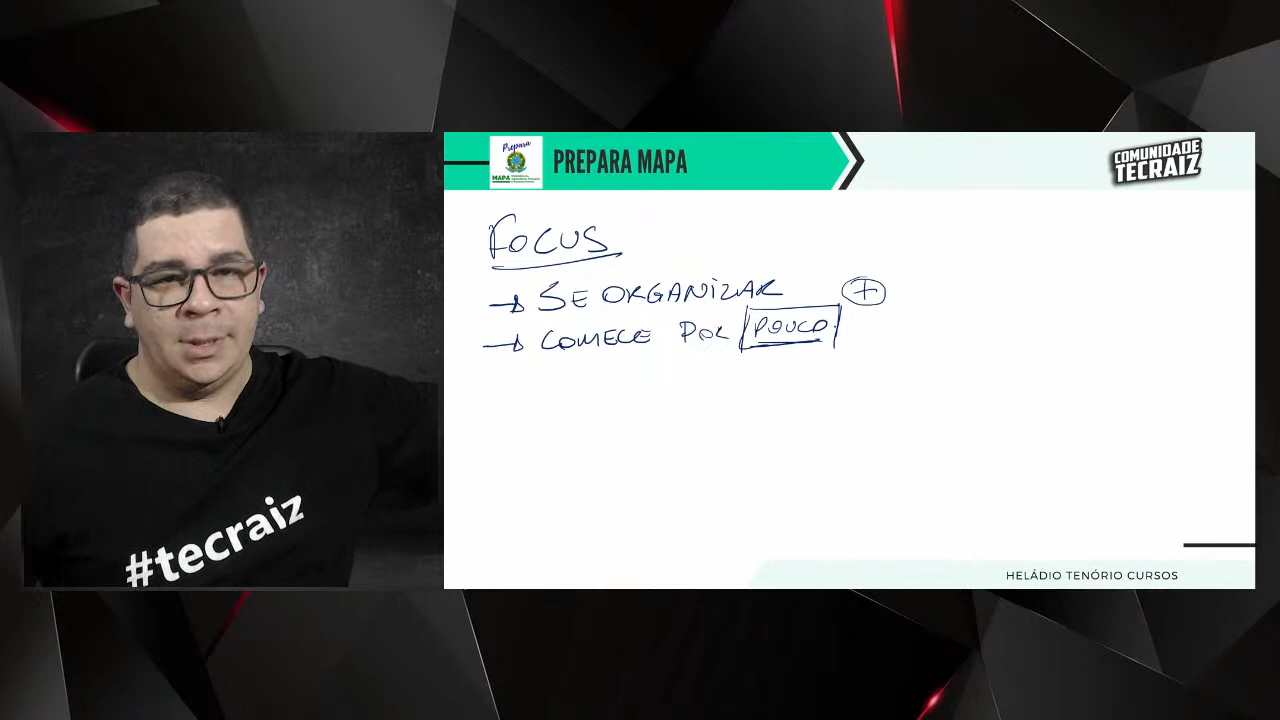 Prepara
MAPA
PREPARA MAPA
COMUNIDADE
TECRAIZ
FOCUS
→ SE ORGANIZAR +
→ COMECE POR POUCO
#tecraiz
HELÁDIO TENÓRIO CURSOS